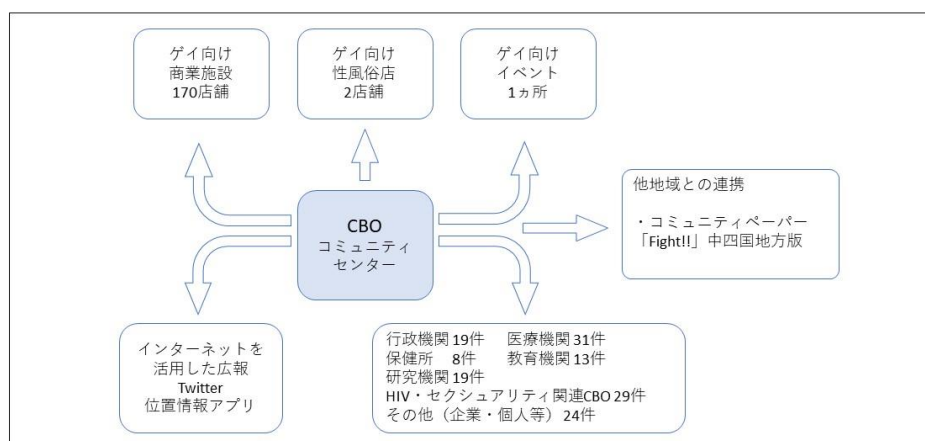 ゲイ向け
商業施設
170店舗
ゲイ向け
性風俗店
2店舗
ゲイ向け
イベント
1ヵ所
CBO
コミュニティ
センター
他地域との連携
・コミュニティペーパー
「Fight!!」中四国地方版
インターネットを
活用した広報
Twitter
位置情報アプリ
行政機関 19件 医療機関 31件
保健所 8件 教育機関 13件
研究機関 19件
HIV・セクシュアリティ関連CBO 29件
その他（企業・個人等） 24件